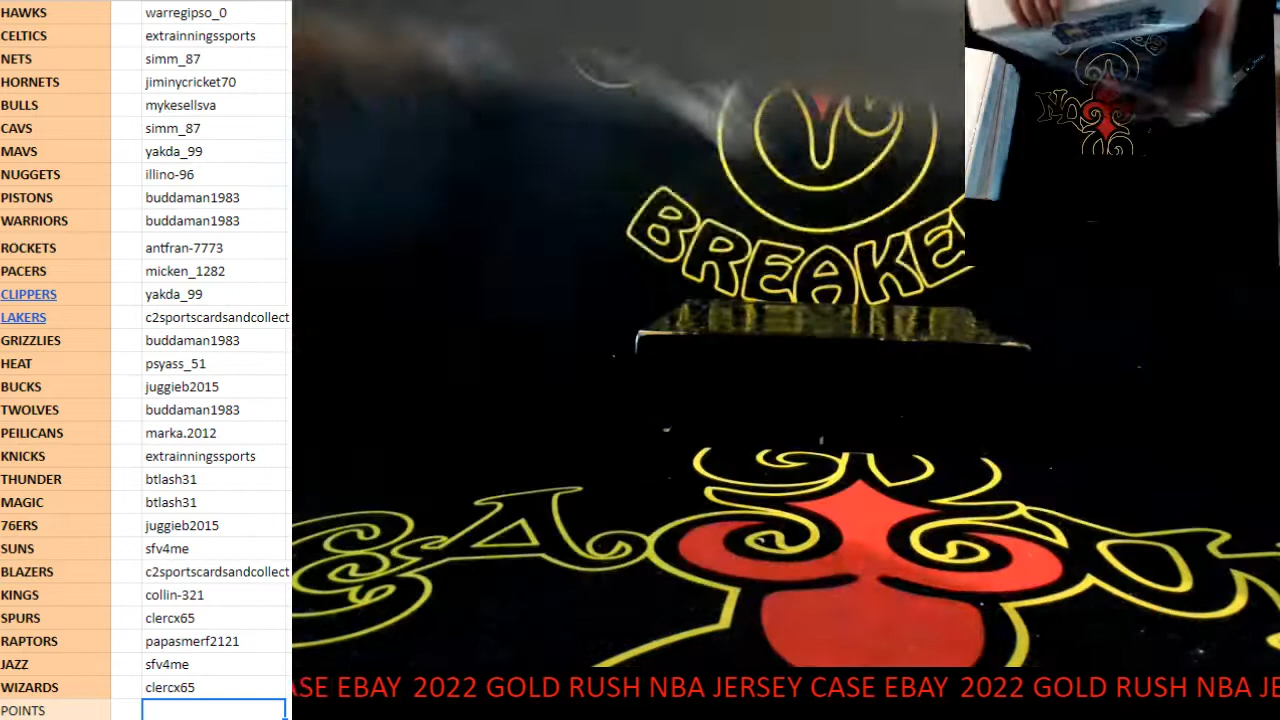 HAWKS warregipso_0
CELTICS extrainningssports
NETS simm_87
HORNETS jiminycricket70
BULLS mykesellsva
CAVS simm_87
MAVS yakda_99
NUGGETS illino-96
PISTONS buddaman1983
WARRIORS buddaman1983
ROCKETS antfran-7773
PACERS micken_1282
CLIPPERS yakda_99
LAKERS c2sportscardsandcollect
GRIZZLIES buddaman1983
HEAT psyass_51
BUCKS juggieb2015
TWOLVES buddaman1983
PEILICANS marka.2012
KNICKS extrainningssports
THUNDER btlash31
MAGIC btlash31
76ERS juggieb2015
SUNS sfv4me
BLAZERS c2sportscardsandcollect
KINGS collin-321
SPURS clercx65
RAPTORS papasmerf2121
JAZZ sfv4me
WIZARDS clercx65
POINTS
BREAKE
ASE EBAY 2022 GOLD RUSH NBA JERSEY CASE EBAY 2022 GOLD RUSH NBA JE